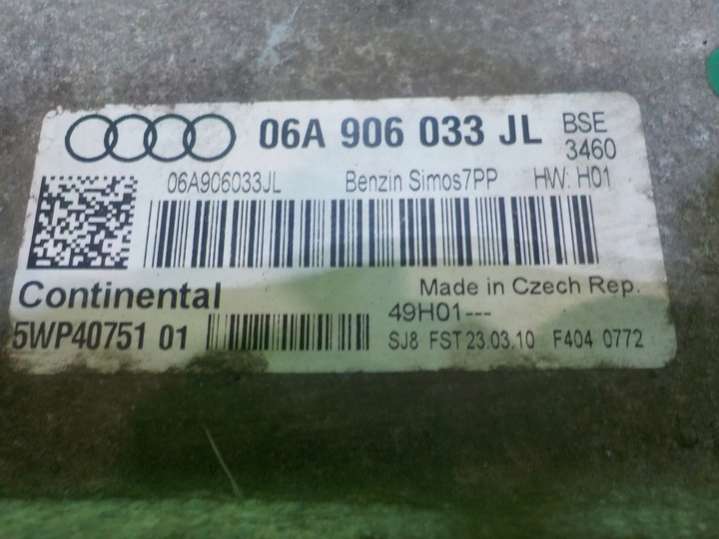 06A 906 033 JL BSE
3460
06A906033JL Benzin Simos7PP HW: H01
Continental Made in Czech Rep.
49H01---
5WP40751 01 SJ8 FST 23.03.10 F404 0772